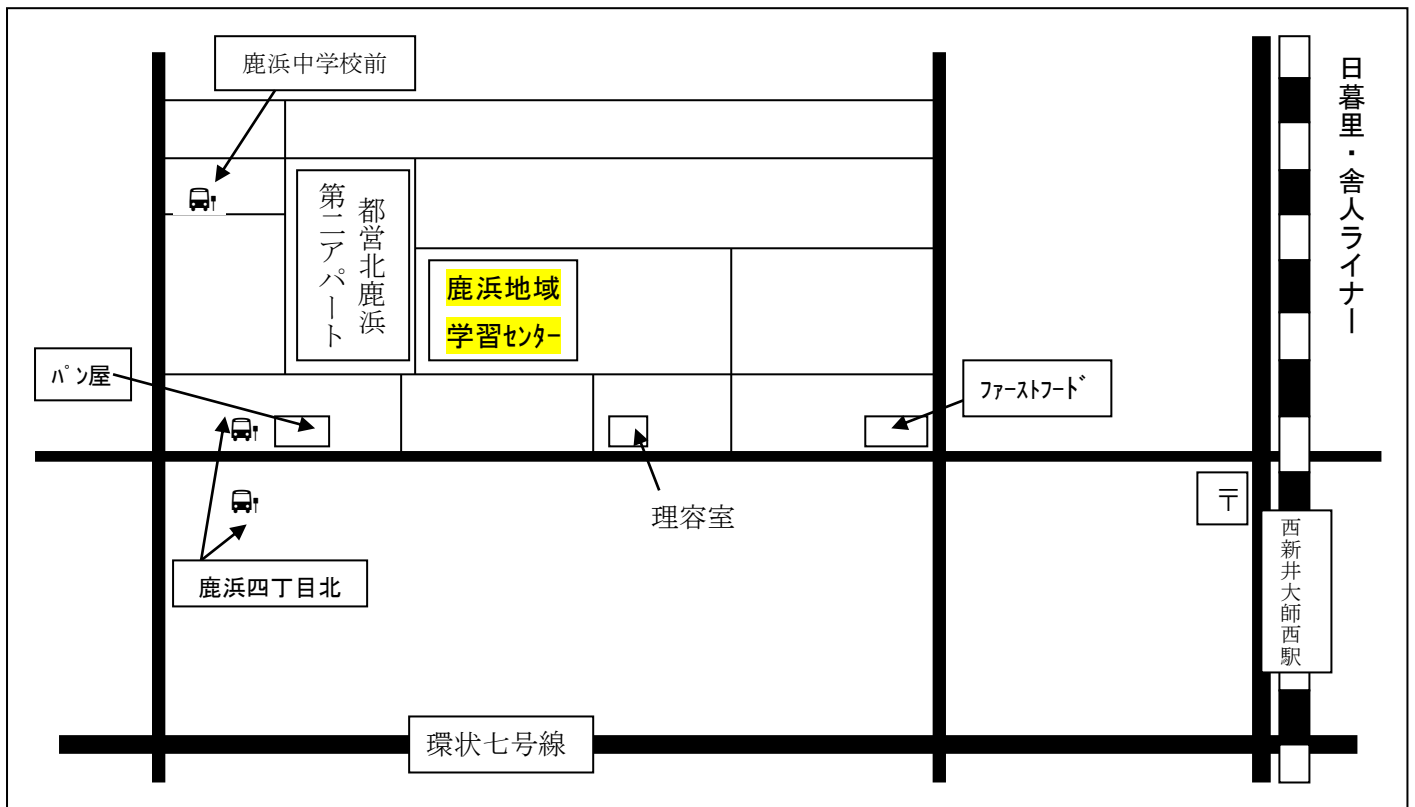 鹿浜中学校前
日暮里・舎人ライナー
都営北鹿浜
第二アパート
鹿浜地域
学習ｾﾝﾀｰ
ﾊﾟﾝ屋
ﾌｧｰｽﾄﾌｰﾄﾞ
理容室
〒
西新井大師西駅
鹿浜四丁目北
環状七号線